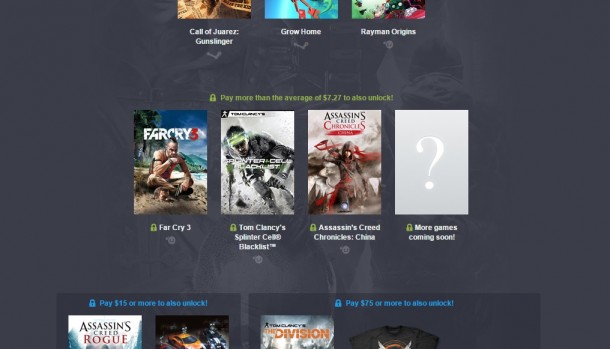 Call of Juarez:
Gunslinger
Grow Home
Rayman Origins
Pay more than the average of $7.27 to also unlock!
FARCRY3
TOM CLANCY'S
SPLINTER CELL
BLACKLIST
ASSASSIN'S
CREED
CHRONICLES
CHINA
?
Far Cry 3
Tom Clancy's
Splinter Cell®
Blacklist™
Assassin's Creed
Chronicles: China
More games
coming soon!
Pay $15 or more to also unlock!
Pay $75 or more to also unlock!
ASSASSIN'S
CREED
ROGUE
TOM CLANCY'S
THE DIVISION